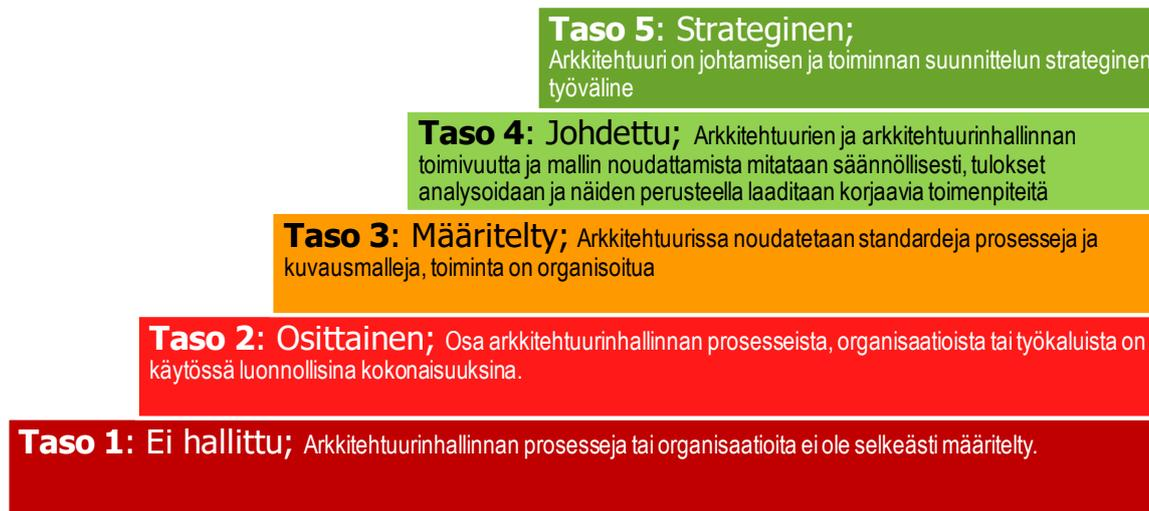 Taso 5: Strateginen;
Arkkitehtuuri on johtamisen ja toiminnan suunnittelun strateginen
työväline
Taso 4: Johdettu; Arkkitehtuurien ja arkkitehtuurinhallinnan
toimivuutta ja mallin noudattamista mitataan säännöllisesti, tulokset
analysoidaan ja näiden perusteella laaditaan korjaavia toimenpiteitä
Taso 3: Määritelty; Arkkitehtuurissa noudatetaan standardeja prosesseja ja
kuvausmalleja, toiminta on organisoitua
Taso 2: Osittainen; Osa arkkitehtuurinhallinnan prosesseista, organisaatioista tai työkaluista on
käytössä luonnollisina kokonaisuuksina.
Taso 1: Ei hallittu; Arkkitehtuurinhallinnan prosesseja tai organisaatioita ei ole selkeästi määritelty.